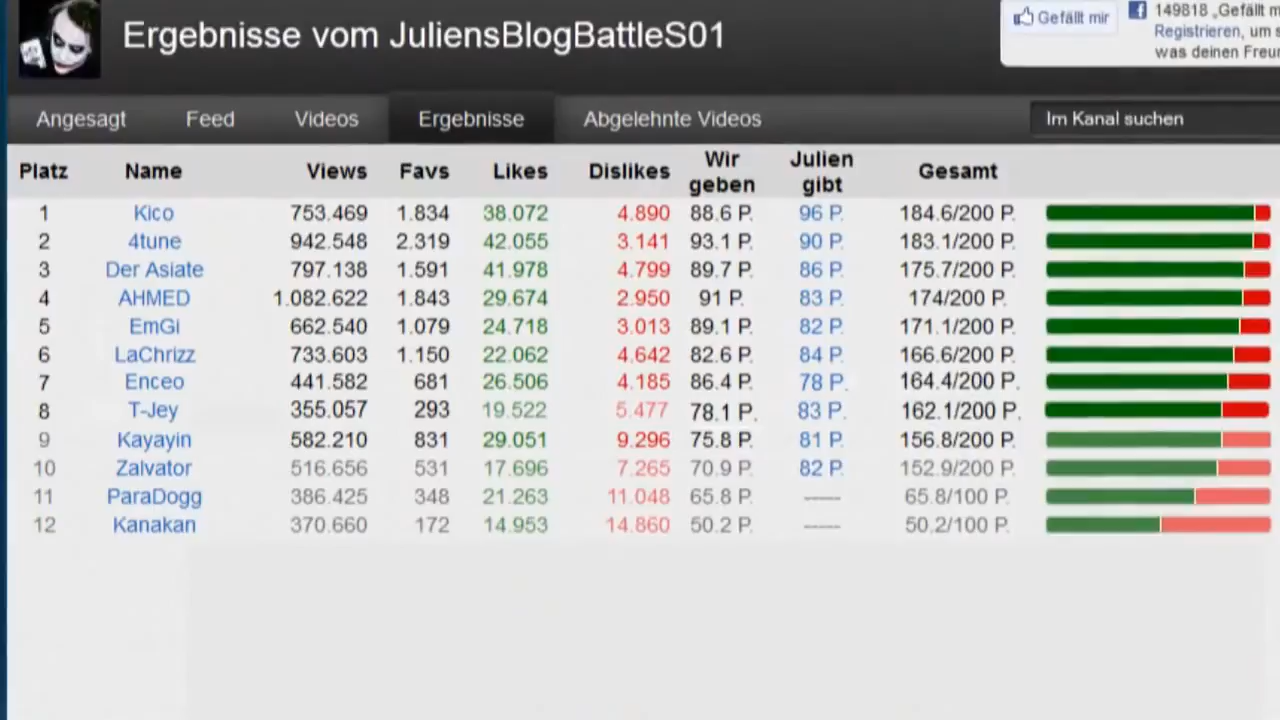 Ergebnisse vom JuliensBlogBattleS01
Gefällt mir
149818 „Gefällt m
Registrieren, um s
was deinen Freun
Angesagt Feed Videos Ergebnisse Abgelehnte Videos Im Kanal suchen
Platz Name Views Favs Likes Dislikes Wir geben Julien gibt Gesamt
1 Kico 753.469 1.834 38.072 4.890 88.6 P. 96 P. 184.6/200 P.
2 4tune 942.548 2.319 42.055 3.141 93.1 P. 90 P. 183.1/200 P.
3 Der Asiate 797.138 1.591 41.978 4.799 89.7 P. 86 P. 175.7/200 P.
4 AHMED 1.082.622 1.843 29.674 2.950 91 P. 83 P. 174/200 P.
5 EmGi 662.540 1.079 24.718 3.013 89.1 P. 82 P. 171.1/200 P.
6 LaChrizz 733.603 1.150 22.062 4.642 82.6 P. 84 P. 166.6/200 P.
7 Enceo 441.582 681 26.506 4.185 86.4 P. 78 P. 164.4/200 P.
8 T-Jey 355.057 293 19.522 5.477 78.1 P. 83 P. 162.1/200 P.
9 Kayayin 582.210 831 29.051 9.296 75.8 P. 81 P. 156.8/200 P.
10 Zalvator 516.656 531 17.696 7.265 70.9 P. 82 P. 152.9/200 P.
11 ParaDogg 386.425 348 21.263 11.048 65.8 P. ----- 65.8/100 P.
12 Kanakan 370.660 172 14.953 14.860 50.2 P. ----- 50.2/100 P.